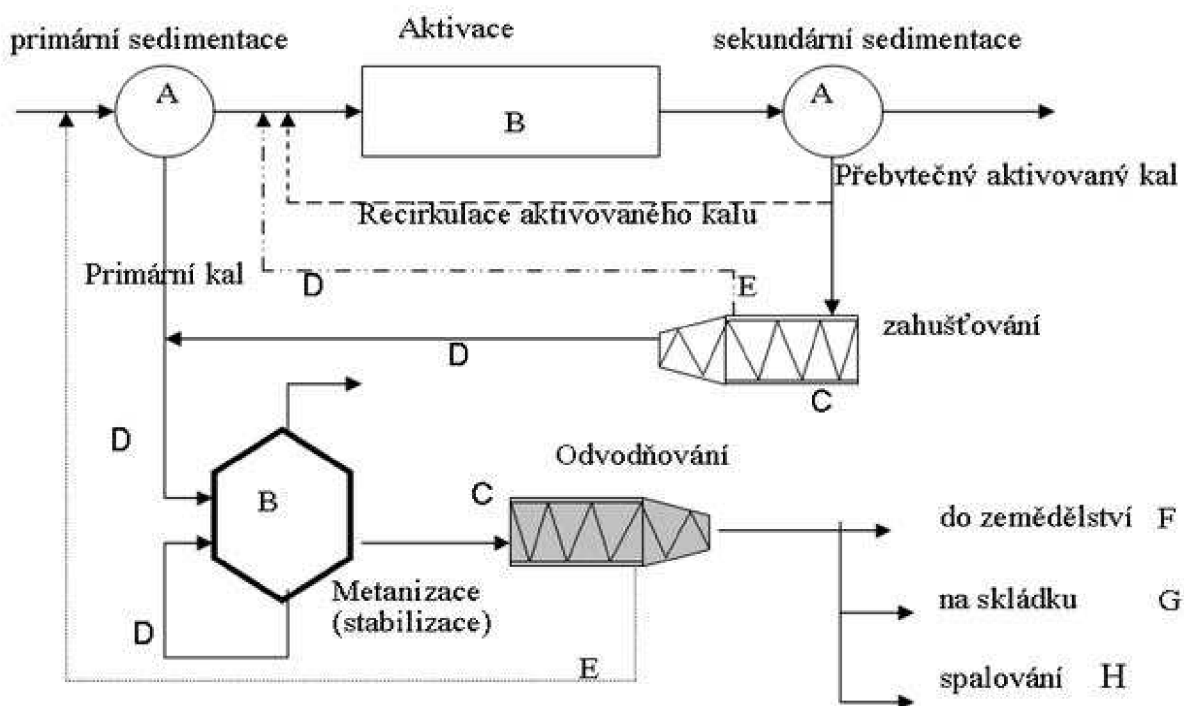 primární sedimentace
Aktivace
sekundární sedimentace
A
B
A
Přebytečný aktivovaný kal
Recirkulace aktivovaného kalu
Primární kal
D
E
zahušťování
D
C
D
Odvodňování
B
C
do zemědělství F
Metanizace
(stabilizace)
na skládku G
D
E
spalování H